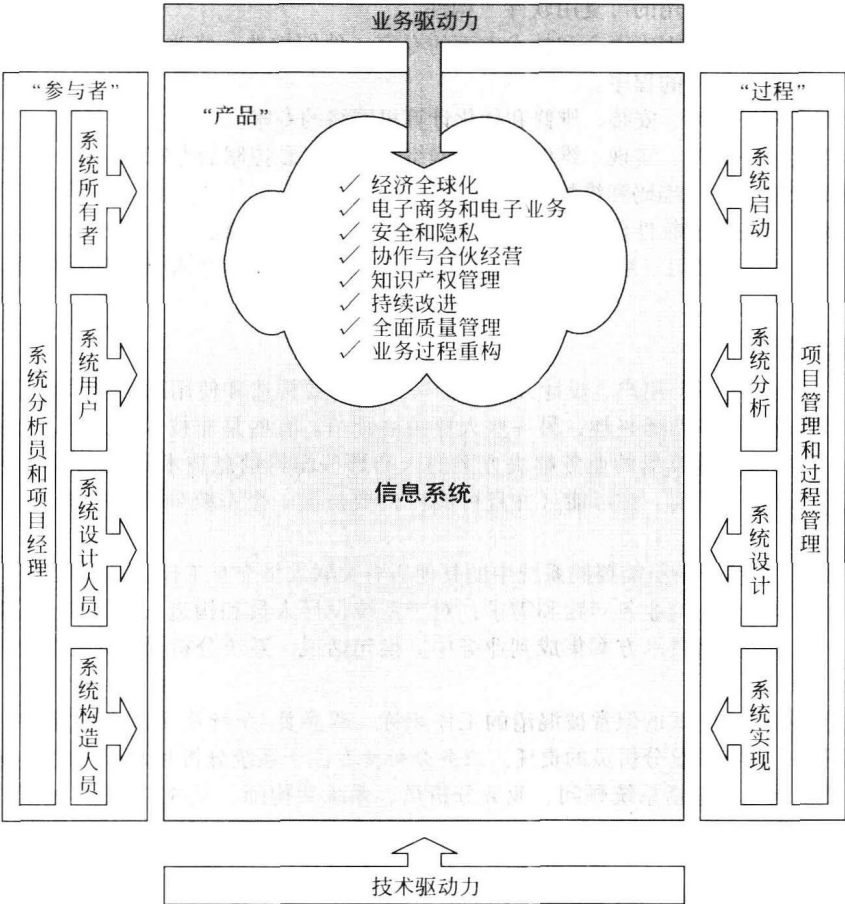 业务驱动力
“参与者”
系统分析员和项目经理
系统所有者
系统用户
系统设计人员
系统构造人员
“产品”
✓ 经济全球化
✓ 电子商务和电子业务
✓ 安全和隐私
✓ 协作与合伙经营
✓ 知识产权管理
✓ 持续改进
✓ 全面质量管理
✓ 业务过程重构
信息系统
“过程”
系统启动
系统分析
系统设计
系统实现
项目管理和过程管理
技术驱动力